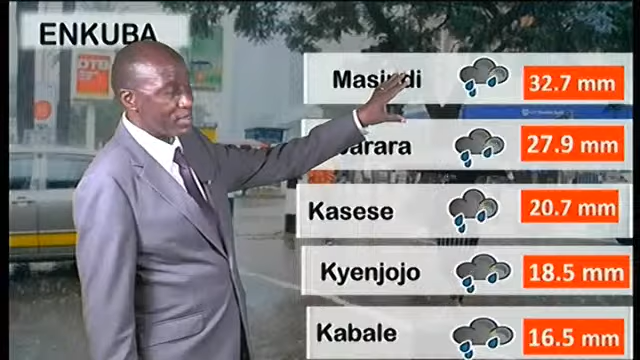 ENKUBA
DTB
Masindi 32.7 mm
barara 27.9 mm
Kasese 20.7 mm
Kyenjojo 18.5 mm
Kabale 16.5 mm